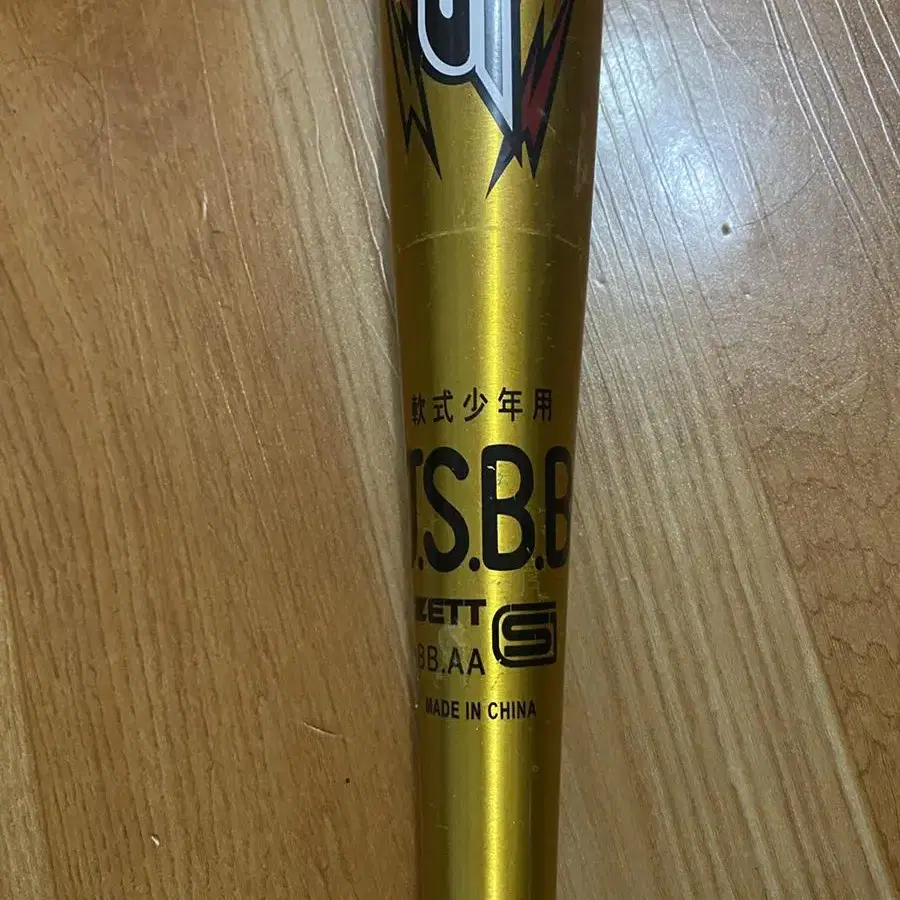 軟式少年用
.S.B.B
ZETT S
BB.AA
MADE IN CHINA